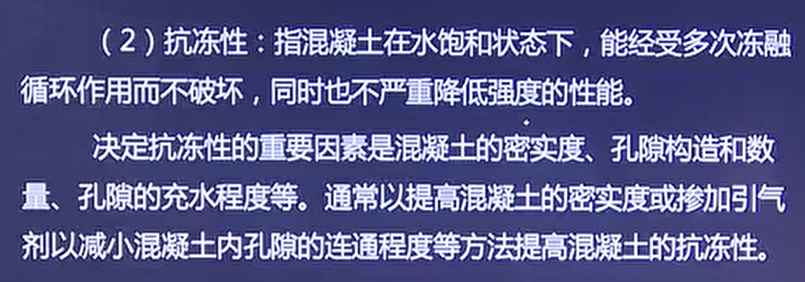 （2）抗冻性：指混凝土在水饱和状态下，能经受多次冻融
循环作用而不破坏，同时也不严重降低强度的性能。
决定抗冻性的重要因素是混凝土的密实度、孔隙构造和数
量、孔隙的充水程度等。通常以提高混凝土的密实度或掺加引气
剂以减小混凝土内孔隙的连通程度等方法提高混凝土的抗冻性。